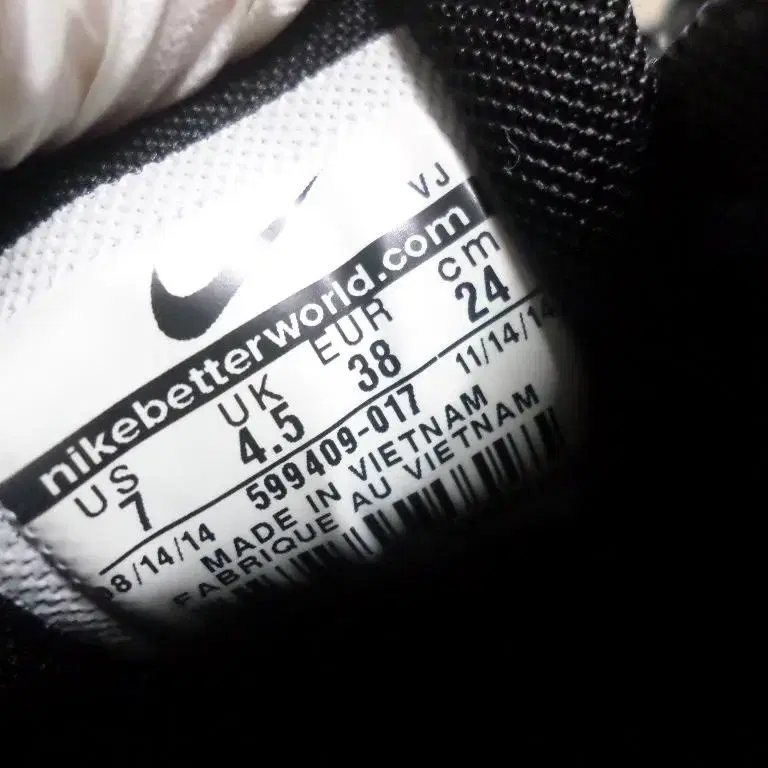 VJ
nikebetterworld.com
US UK EUR cm
7 4.5 38 24
599409-017
8/14/14 11/14/14
MADE IN VIETNAM
FABRIQUE AU VIETNAM